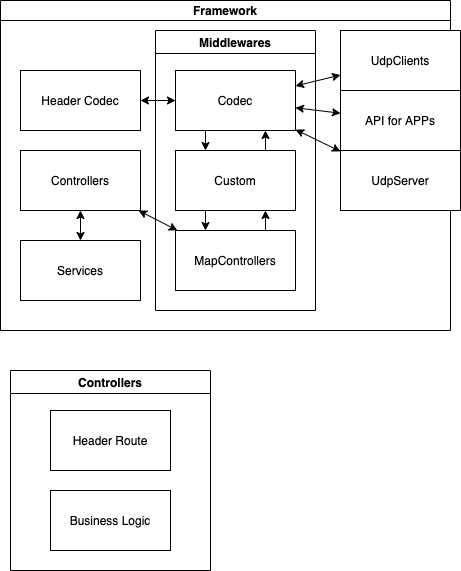 Framework
Middlewares
UdpClients
Header Codec
Codec
API for APPs
Controllers
Custom
UdpServer
Services
MapControllers
Controllers
Header Route
Business Logic